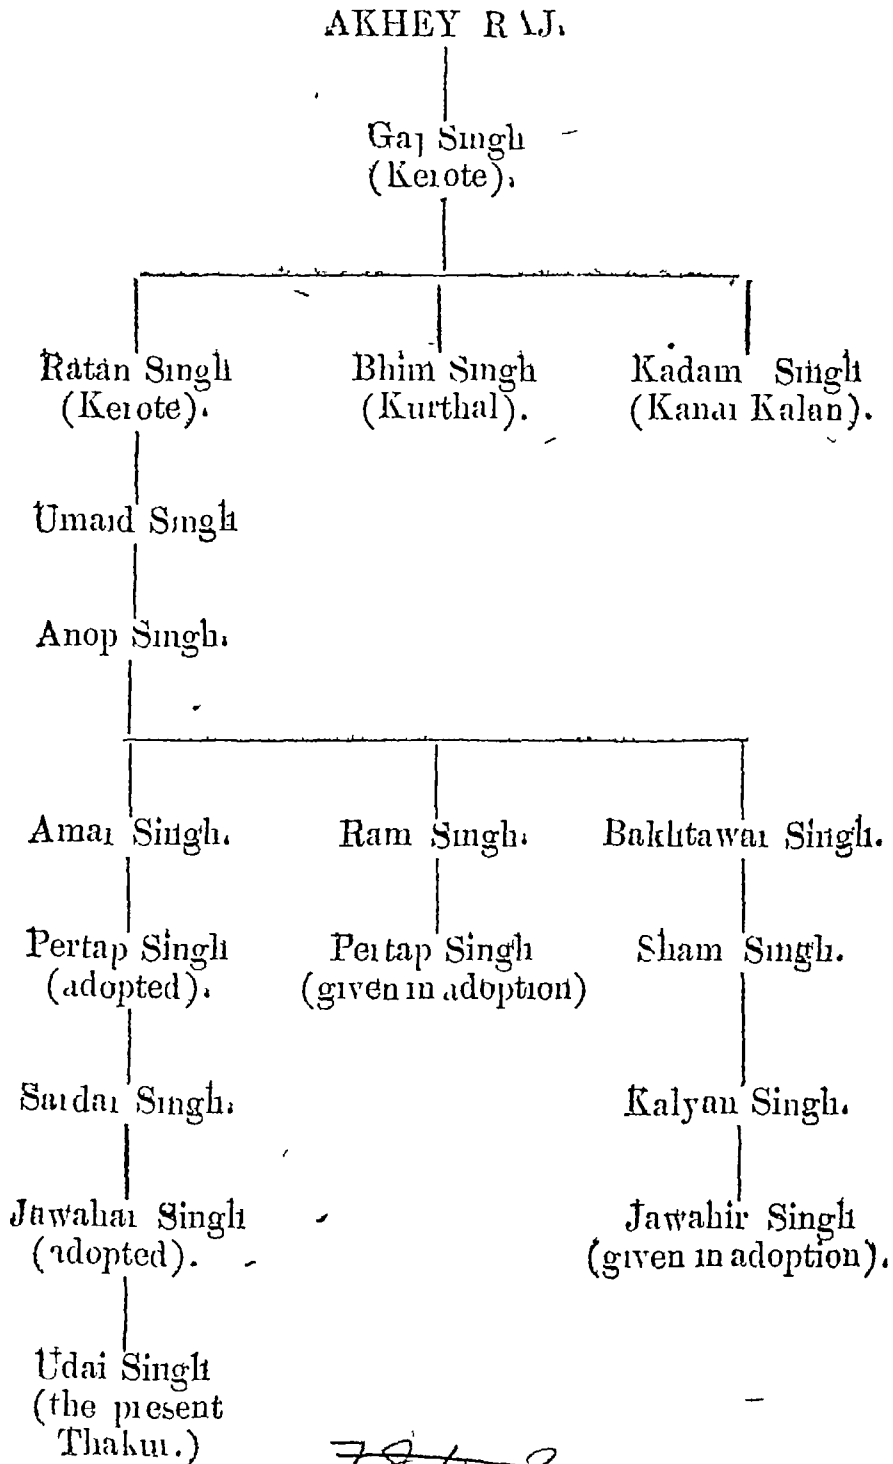 AKHEY RAJ.
Gaj Singh
(Kerote).
Ratan Singh
(Kerote).
Bhim Singh
(Kurthal).
Kadam Singh
(Kanai Kalan).
Umaid Singh
Anop Singh.
Amar Singh.
Ram Singh.
Bakhtawar Singh.
Pertap Singh
(adopted).
Pertap Singh
(given in adoption)
Sham Singh.
Sardar Singh.
Kalyan Singh.
Jawahar Singh
(adopted).
Jawahir Singh
(given in adoption).
Udai Singh
(the present
Thakur.)